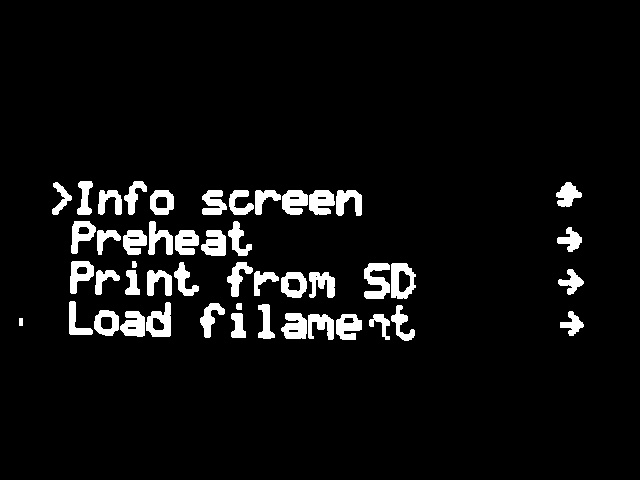 >Info screen ↑
Preheat →
Print from SD →
Load filament →